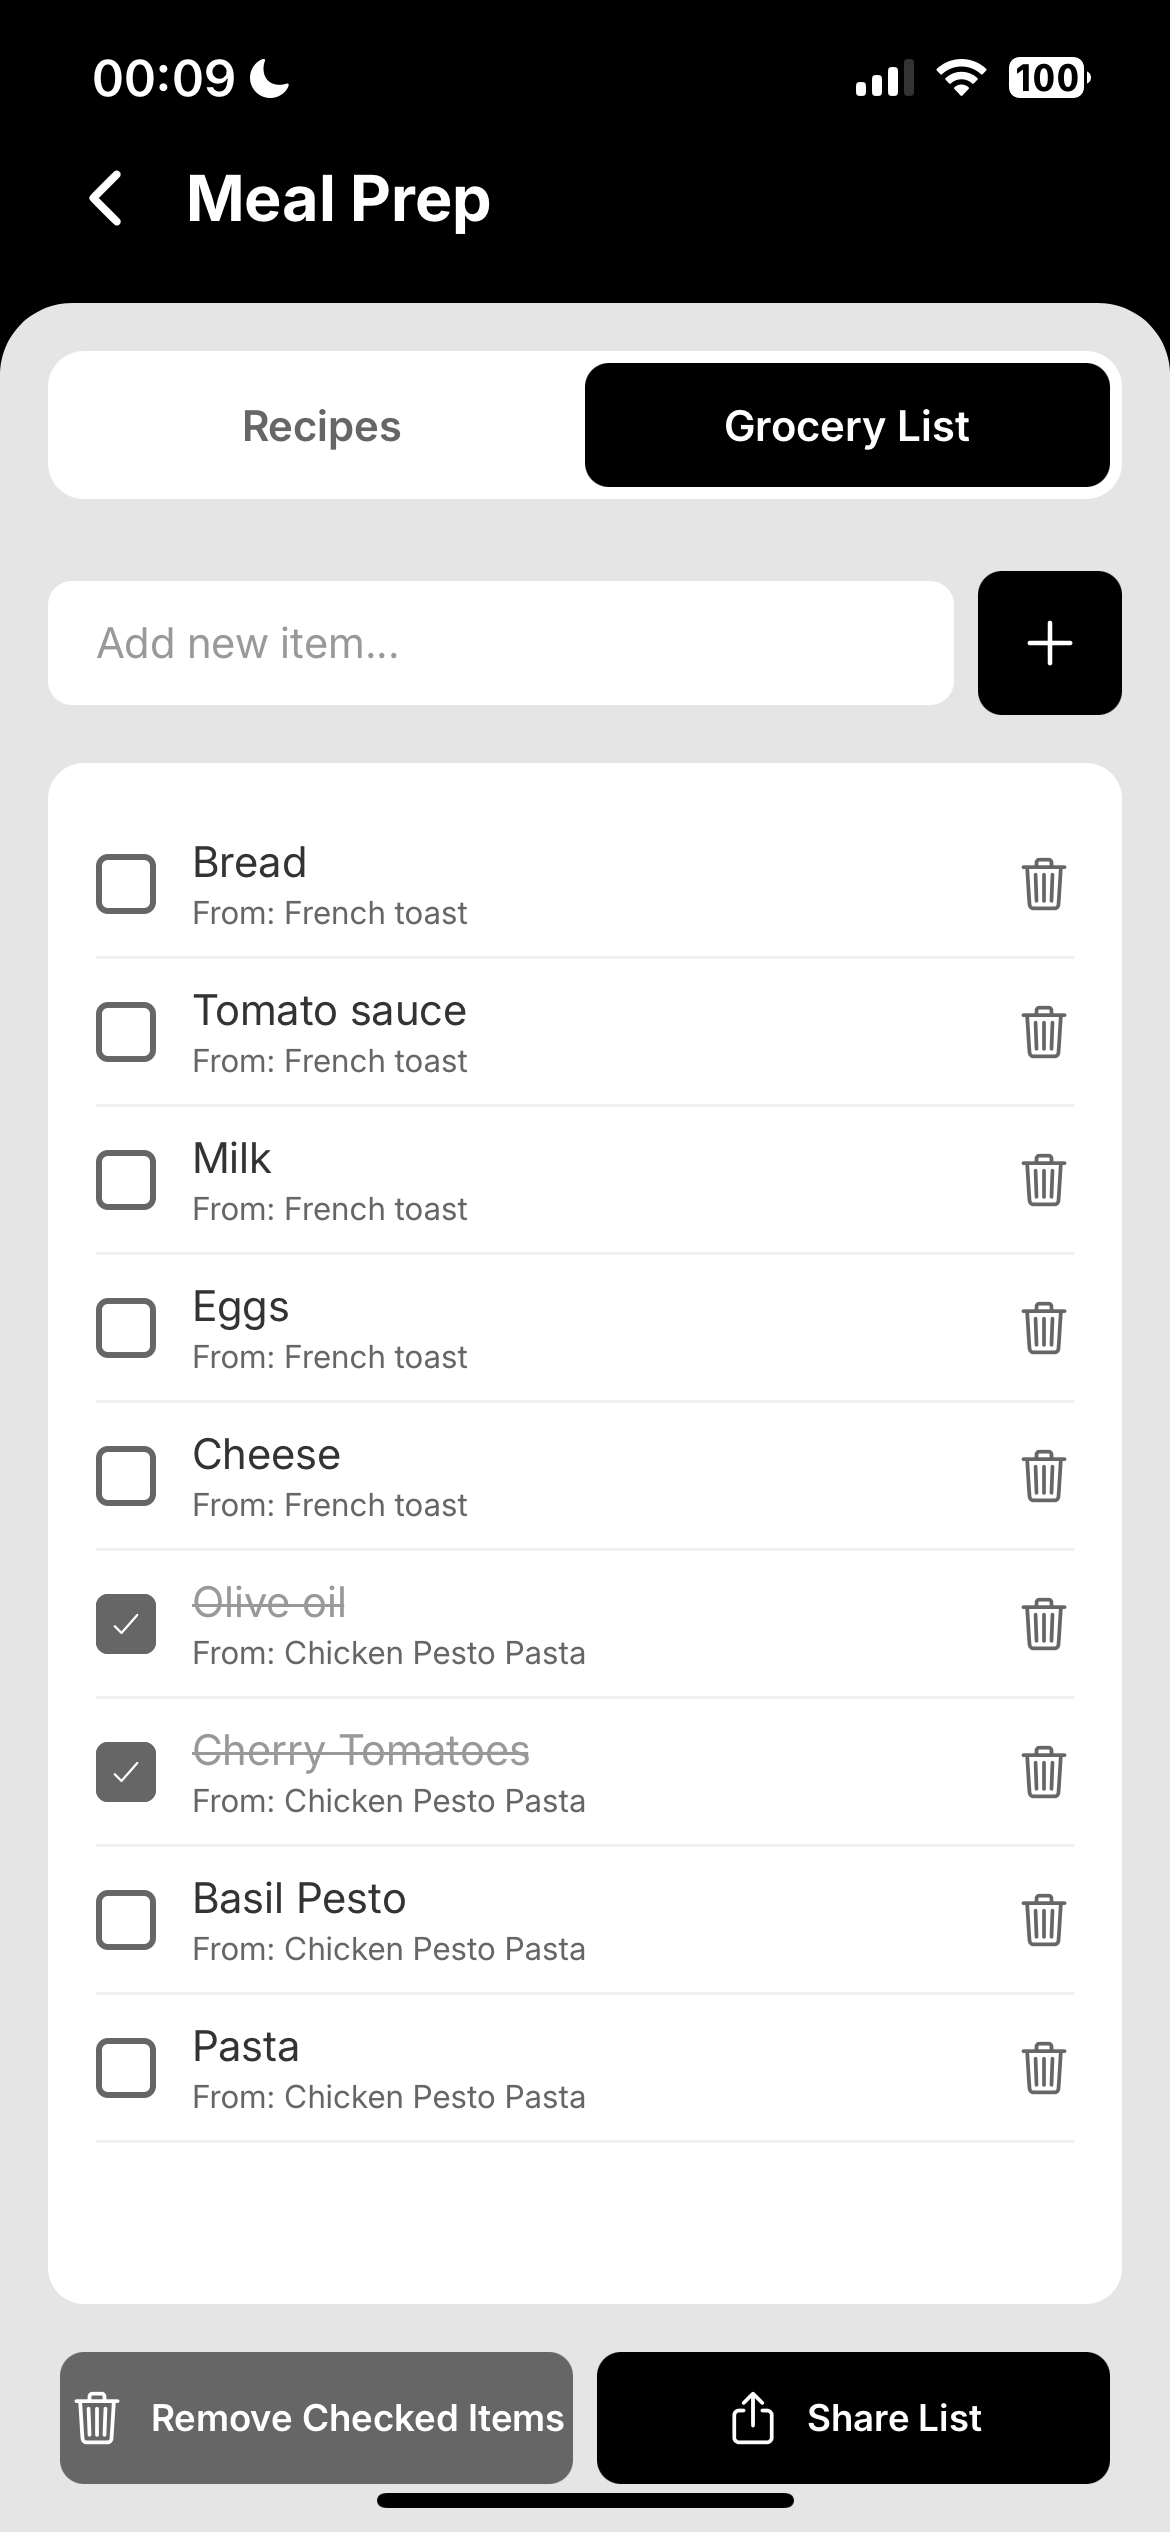 00:09
100
Meal Prep
Recipes
Grocery List
Add new item...
Bread
From: French toast
Tomato sauce
From: French toast
Milk
From: French toast
Eggs
From: French toast
Cheese
From: French toast
Olive oil
From: Chicken Pesto Pasta
Cherry Tomatoes
From: Chicken Pesto Pasta
Basil Pesto
From: Chicken Pesto Pasta
Pasta
From: Chicken Pesto Pasta
Remove Checked Items
Share List